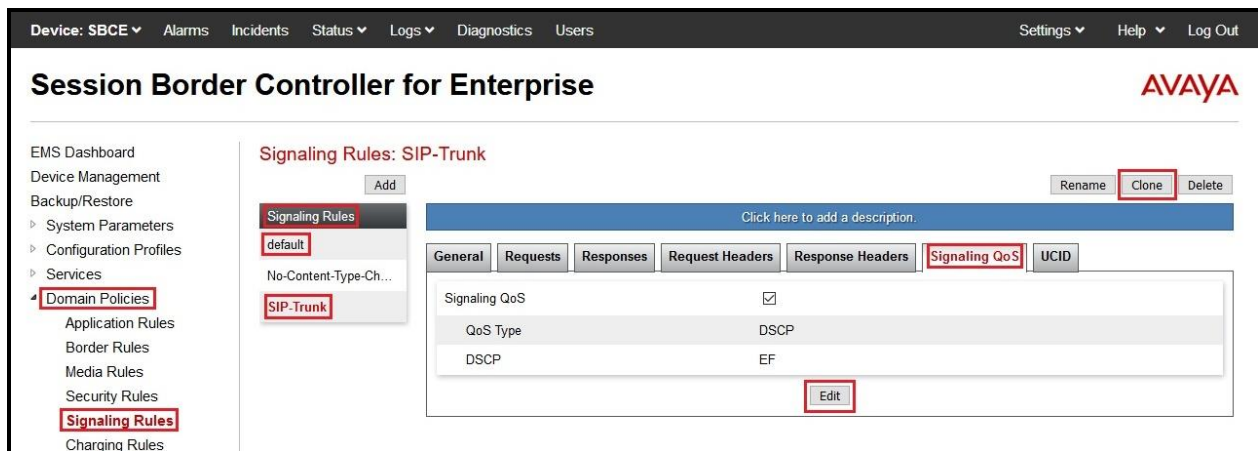 Device: SBCE Alarms Incidents Status Logs Diagnostics Users Settings Help Log Out
Session Border Controller for Enterprise
AVAYA
EMS Dashboard
Device Management
Backup/Restore
System Parameters
Configuration Profiles
Services
Domain Policies
Application Rules
Border Rules
Media Rules
Security Rules
Signaling Rules
Charging Rules
Signaling Rules: SIP-Trunk
Add
Rename Clone Delete
Signaling Rules
default
No-Content-Type-Ch...
SIP-Trunk
Click here to add a description.
General Requests Responses Request Headers Response Headers Signaling QoS UCID
Signaling QoS
QoS Type DSCP
DSCP EF
Edit